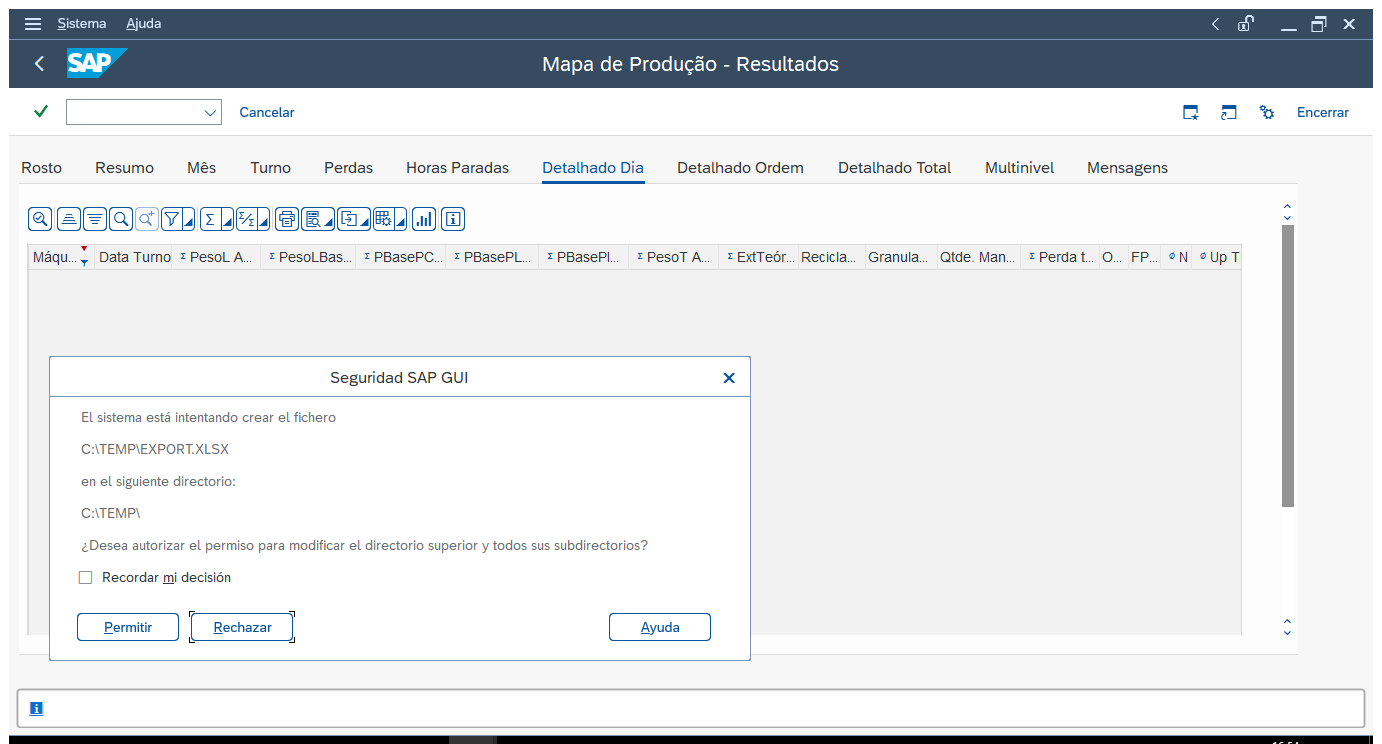 Sistema Ayuda
SAP
Mapa de Produção - Resultados
Cancelar
Encerrar
Rosto Resumo Mês Turno Perdas Horas Paradas Detalhado Dia Detalhado Ordem Detalhado Total Multinivel Mensagens
Máqu... Data Turno Σ PesoL A... Σ PesoLBas... Σ PBasePC... Σ PBasePL... Σ PBasePl... Σ PesoT A... Σ ExtTeór... Recicla... Granula... Qtde. Man... Σ Perda t... O... FP... Ø N Ø Up T
Seguridad SAP GUI
El sistema está intentando crear el fichero
C:\TEMP\EXPORT.XLSX
en el siguiente directorio:
C:\TEMP\
¿Desea autorizar el permiso para modificar el directorio superior y todos sus subdirectorios?
Recordar mi decisión
Permitir Rechazar Ayuda